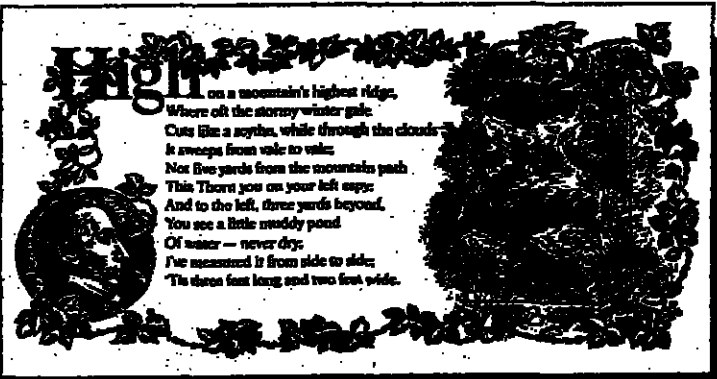 High on a mountain's highest ridge,
Where oft the stormy winter gale
Cuts like a scythe, while through the clouds
It sweeps from vale to vale;
Not five yards from the mountain path
This Thorn you on your left espy;
And to the left, three yards beyond,
You see a little muddy pond
Of water — never dry;
I've measured it from side to side;
'Tis three feet long and two feet wide.